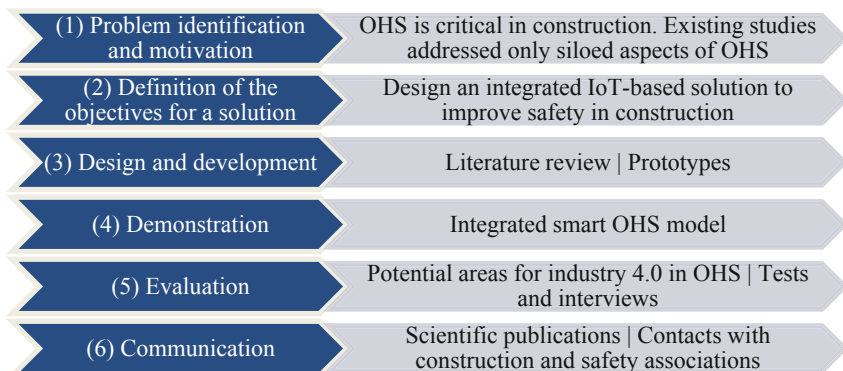 (1) Problem identification
and motivation
OHS is critical in construction. Existing studies
addressed only siloed aspects of OHS
(2) Definition of the
objectives for a solution
Design an integrated IoT-based solution to
improve safety in construction
(3) Design and development
Literature review | Prototypes
(4) Demonstration
Integrated smart OHS model
(5) Evaluation
Potential areas for industry 4.0 in OHS | Tests
and interviews
(6) Communication
Scientific publications | Contacts with
construction and safety associations